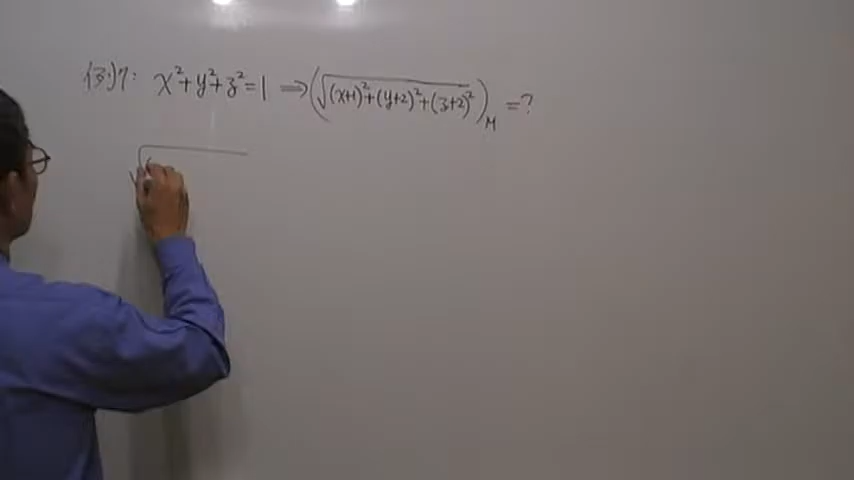 例7: x²+y²+z²=1 ⟹ (√(x+1)²+(y+2)²+(z+2)²)_M =?